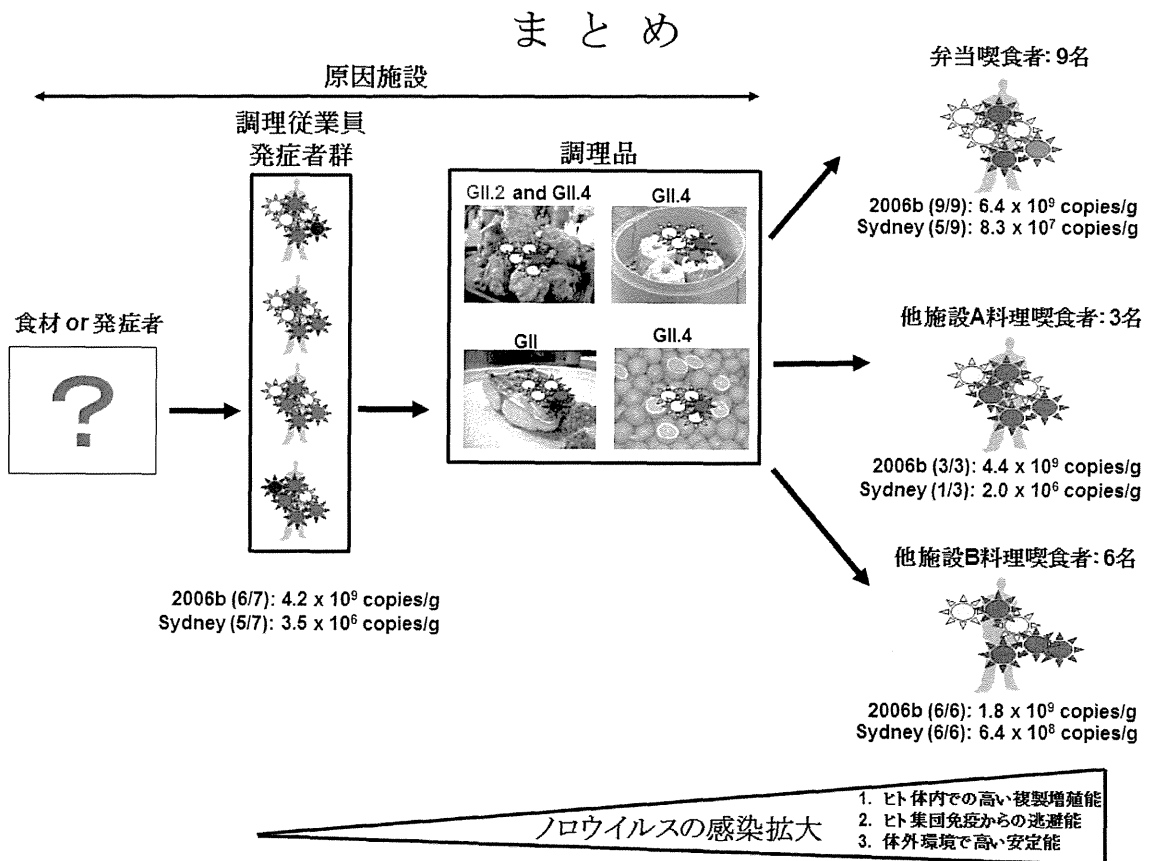 まとめ
原因施設
調理従業員
発症者群
調理品
食材 or 発症者
?
GII.2 and GII.4
GII.4
GII
GII.4
2006b (6/7): 4.2 x 10⁹ copies/g
Sydney (5/7): 3.5 x 10⁶ copies/g
弁当喫食者: 9名
2006b (9/9): 6.4 x 10⁹ copies/g
Sydney (5/9): 8.3 x 10⁷ copies/g
他施設A料理喫食者: 3名
2006b (3/3): 4.4 x 10⁹ copies/g
Sydney (1/3): 2.0 x 10⁶ copies/g
他施設B料理喫食者: 6名
2006b (6/6): 1.8 x 10⁹ copies/g
Sydney (6/6): 6.4 x 10⁸ copies/g
ノロウイルスの感染拡大
1. ヒト体内での高い複製増殖能
2. ヒト集団免疫からの逃避能
3. 体外環境で高い安定能